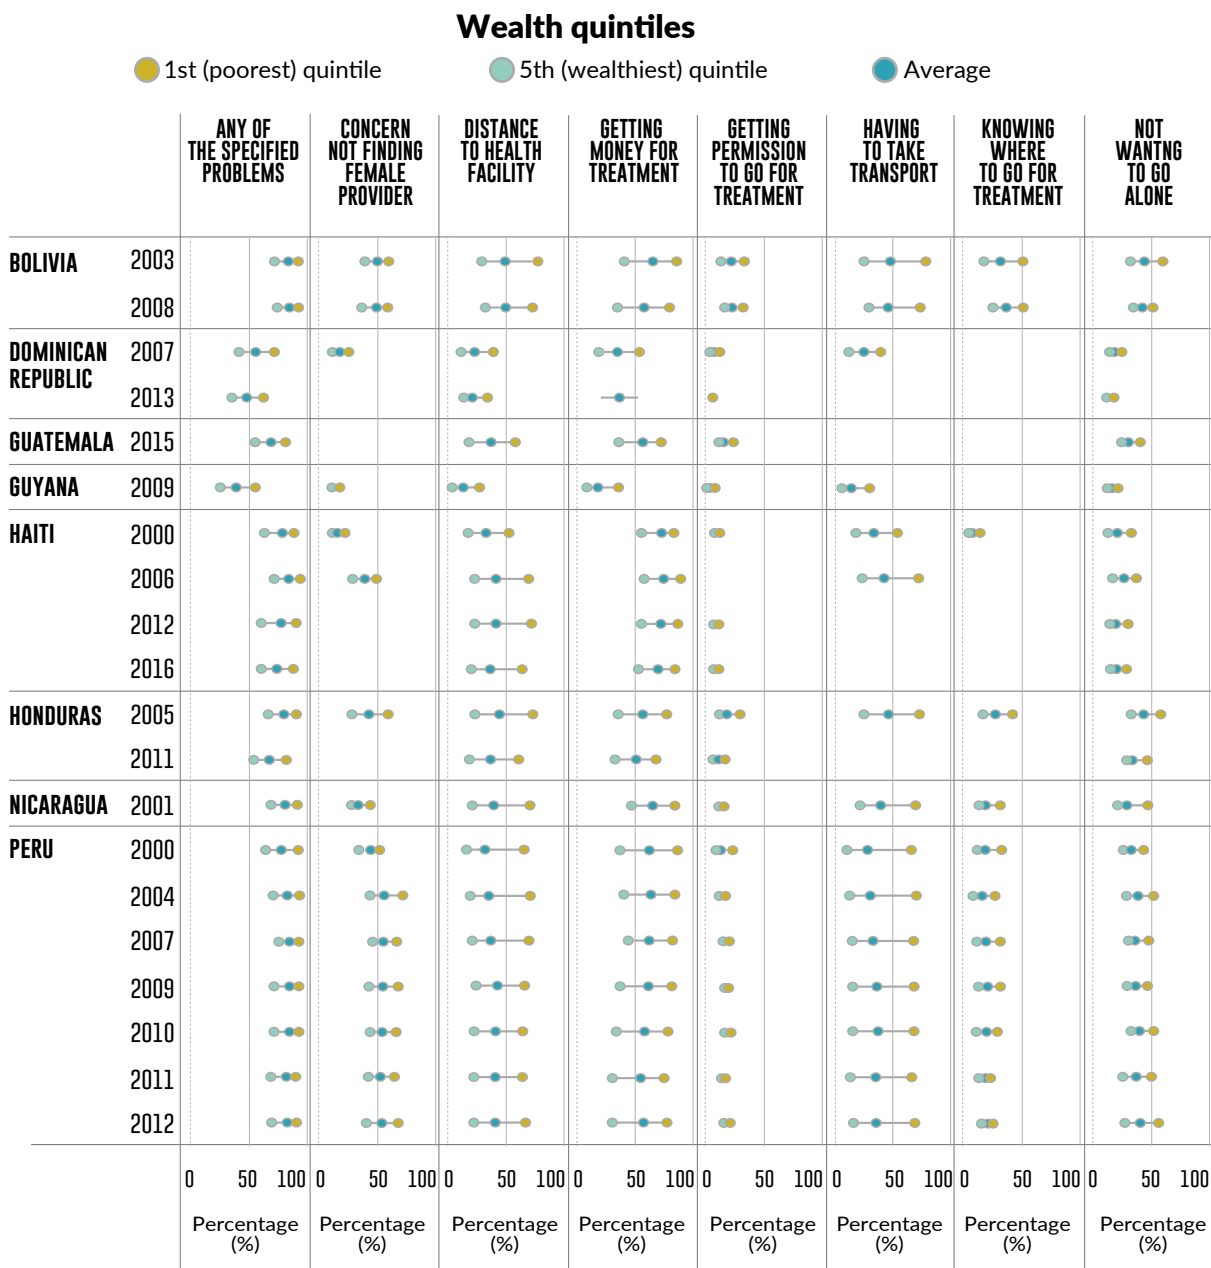 Wealth quintiles
1st (poorest) quintile
5th (wealthiest) quintile
Average
ANY OF
THE SPECIFIED
PROBLEMS
CONCERN
NOT FINDING
FEMALE
PROVIDER
DISTANCE
TO HEALTH
FACILITY
GETTING
MONEY FOR
TREATMENT
GETTING
PERMISSION
TO GO FOR
TREATMENT
HAVING
TO TAKE
TRANSPORT
KNOWING
WHERE
TO GO FOR
TREATMENT
NOT
WANTNG
TO GO
ALONE
BOLIVIA 2003
2008
DOMINICAN 2007
REPUBLIC
2013
GUATEMALA 2015
GUYANA 2009
HAITI 2000
2006
2012
2016
HONDURAS 2005
2011
NICARAGUA 2001
PERU 2000
2004
2007
2009
2010
2011
2012
0 50 100 0 50 100 0 50 100 0 50 100 0 50 100 0 50 100 0 50 100 0 50 100
Percentage
(%)
Percentage
(%)
Percentage
(%)
Percentage
(%)
Percentage
(%)
Percentage
(%)
Percentage
(%)
Percentage
(%)